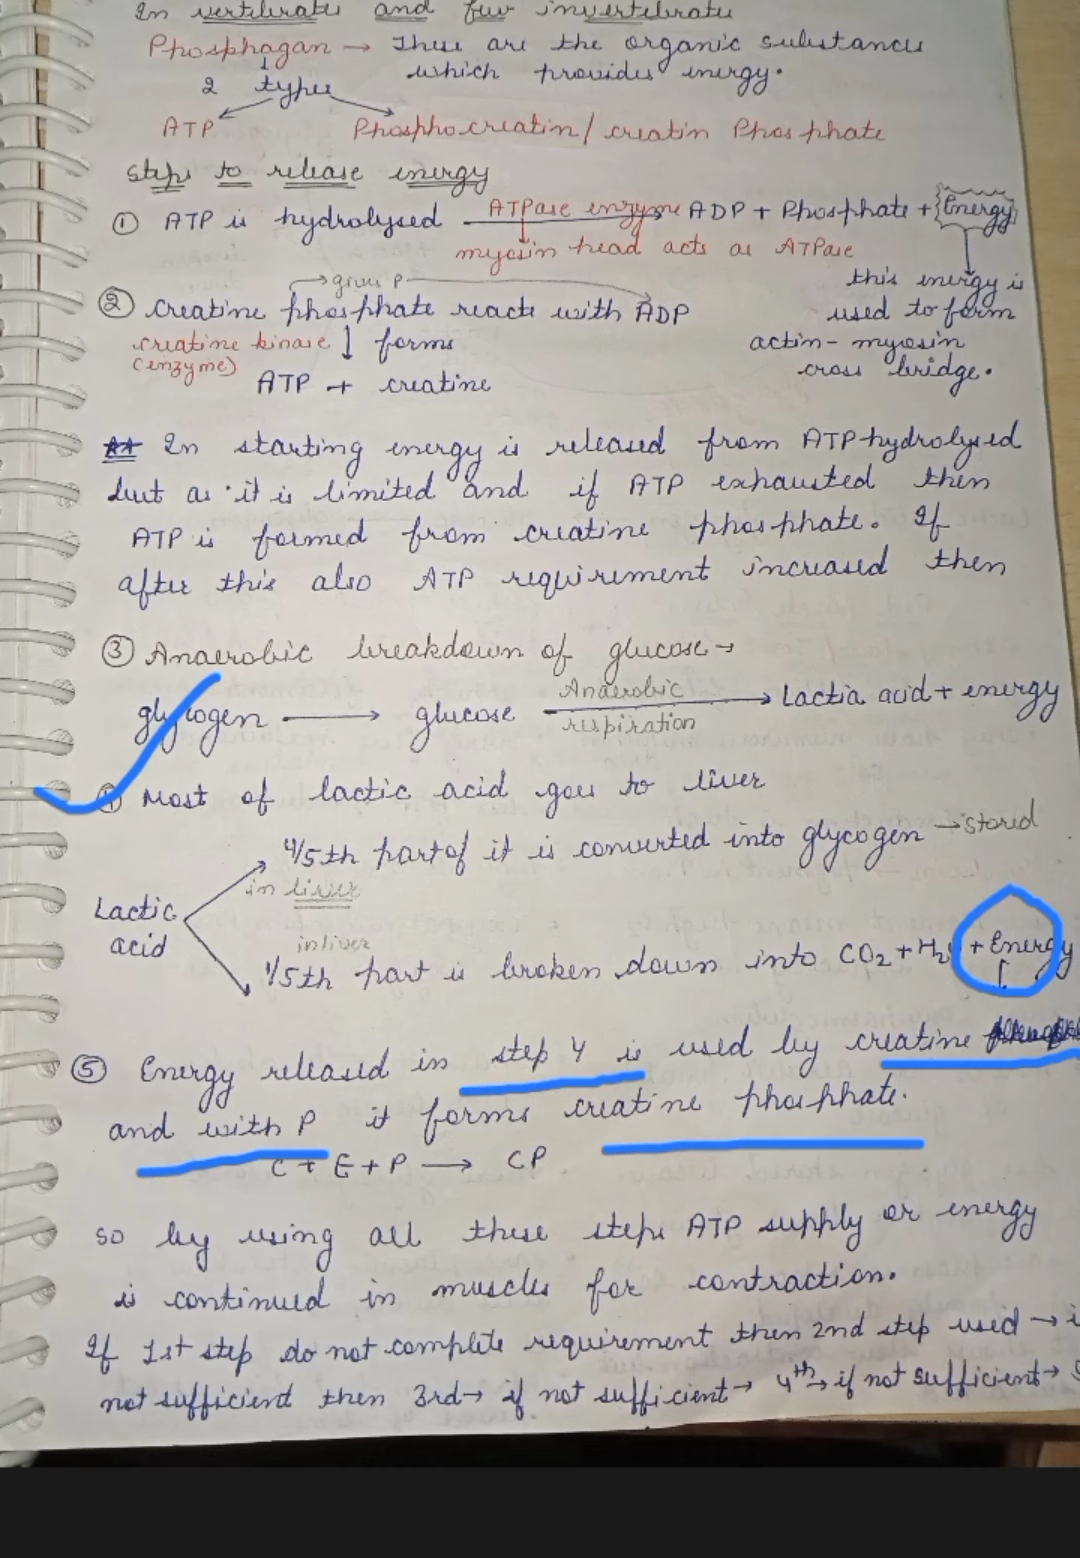 In vertebrates and few invertebrates
Phosphagan → These are the organic substances
which provides energy.
2 types
ATP Phosphocreatin/creatin Phosphate
Steps to release energy
① ATP is hydrolysed ATPase enzyme ADP + Phosphate + Energy
myosin head acts as ATPase
this energy is
used to form
actin-myosin
cross bridge.
→ gives P
② Creatine phosphate reacts with ADP
creatine kinase ↓ forms
(enzyme)
ATP + creatine
** In starting energy is released from ATP hydrolysed
but as it is limited and if ATP exhausted then
ATP is formed from creatine phosphate. If
after this also ATP requirement increased then
③ Anaerobic breakdown of glucose →
glycogen → glucose Anaerobic respiration → Lactia acid + energy
④ Most of lactic acid goes to liver
4/5th part of it is converted into glycogen → stored
in liver
Lactic
acid
in liver
1/5th part is broken down into CO2 + H2O + Energy
⑤ Energy released in step 4 is used by creatine
and with P it forms creatine phosphate.
C + E + P → CP
so by using all these steps ATP supply or energy
is continued in muscles for contraction.
If 1st step do not complete requirement then 2nd step used →
not sufficient then 3rd → if not sufficient → 4th → if not sufficient →